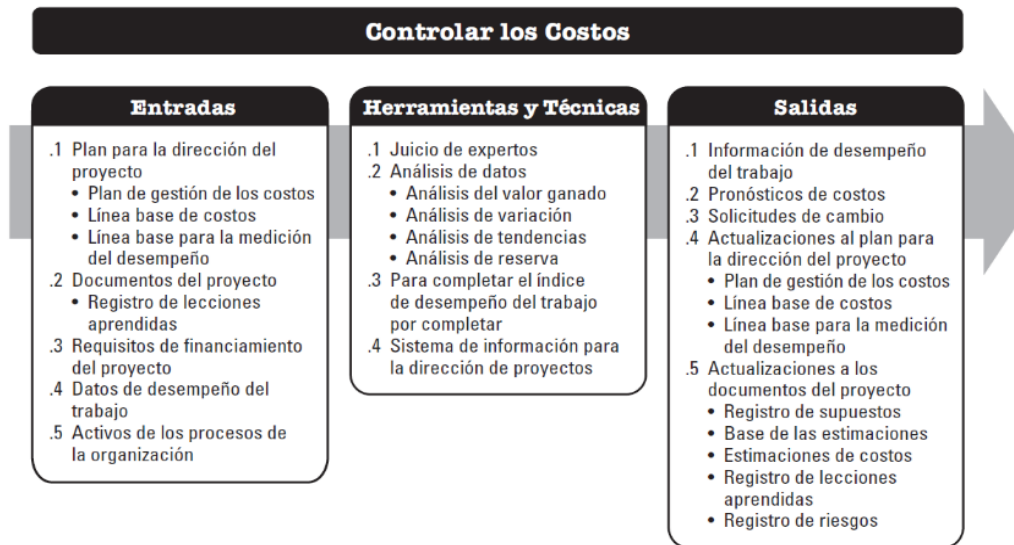 Controlar los Costos
Entradas
.1 Plan para la dirección del
proyecto
• Plan de gestión de los costos
• Línea base de costos
• Línea base para la medición
del desempeño
.2 Documentos del proyecto
• Registro de lecciones
aprendidas
.3 Requisitos de financiamiento
del proyecto
.4 Datos de desempeño del
trabajo
.5 Activos de los procesos de
la organización
Herramientas y Técnicas
.1 Juicio de expertos
.2 Análisis de datos
• Análisis del valor ganado
• Análisis de variación
• Análisis de tendencias
• Análisis de reserva
.3 Para completar el índice
de desempeño del trabajo
por completar
.4 Sistema de información para
la dirección de proyectos
Salidas
.1 Información de desempeño
del trabajo
.2 Pronósticos de costos
.3 Solicitudes de cambio
.4 Actualizaciones al plan para
la dirección del proyecto
• Plan de gestión de los costos
• Línea base de costos
• Línea base para la medición
del desempeño
.5 Actualizaciones a los
documentos del proyecto
• Registro de supuestos
• Base de las estimaciones
• Estimaciones de costos
• Registro de lecciones
aprendidas
• Registro de riesgos